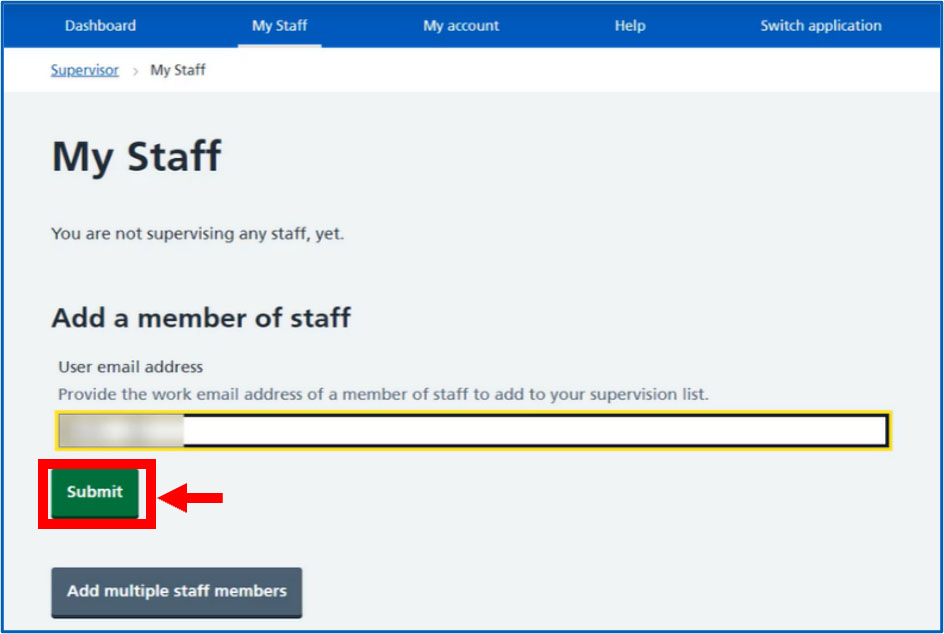 Dashboard My Staff My account Help Switch application
Supervisor > My Staff
My Staff
You are not supervising any staff, yet.
Add a member of staff
User email address
Provide the work email address of a member of staff to add to your supervision list.
Submit
Add multiple staff members